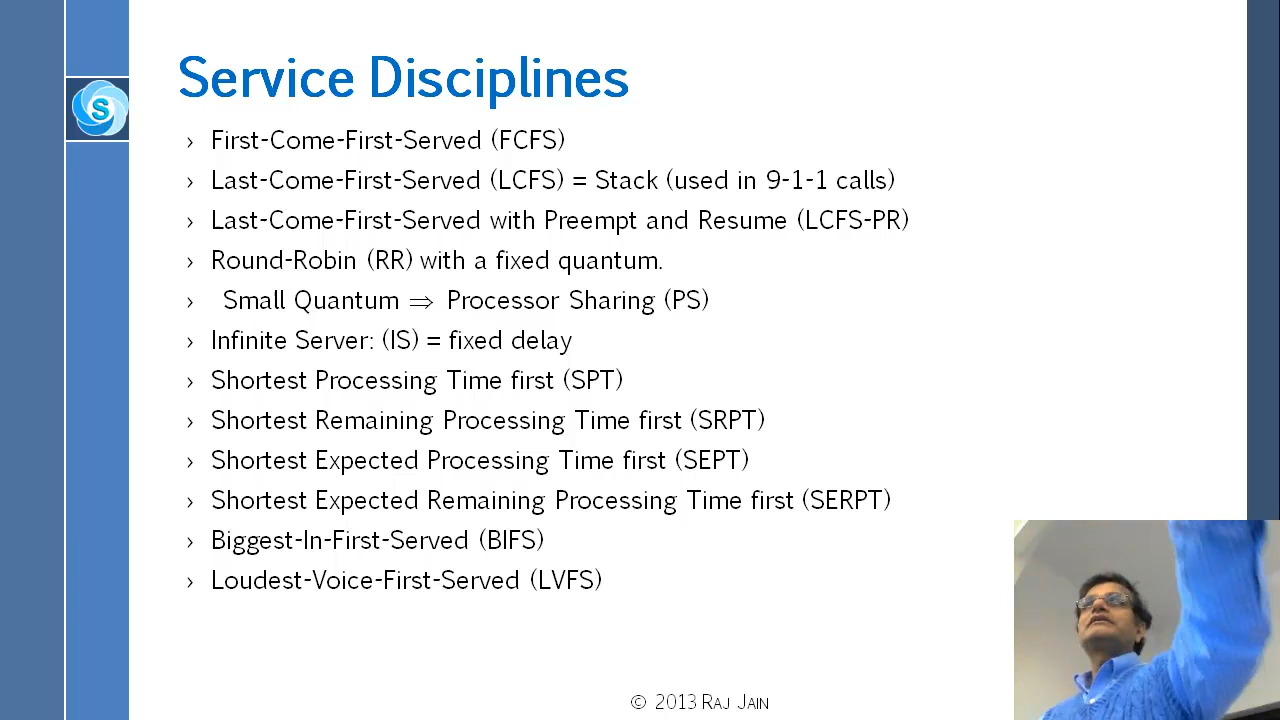 Service Disciplines
S
› First-Come-First-Served (FCFS)
› Last-Come-First-Served (LCFS) = Stack (used in 9-1-1 calls)
› Last-Come-First-Served with Preempt and Resume (LCFS-PR)
› Round-Robin (RR) with a fixed quantum.
› Small Quantum ⇒ Processor Sharing (PS)
› Infinite Server: (IS) = fixed delay
› Shortest Processing Time first (SPT)
› Shortest Remaining Processing Time first (SRPT)
› Shortest Expected Processing Time first (SEPT)
› Shortest Expected Remaining Processing Time first (SERPT)
› Biggest-In-First-Served (BIFS)
› Loudest-Voice-First-Served (LVFS)
© 2013 RAJ JAIN